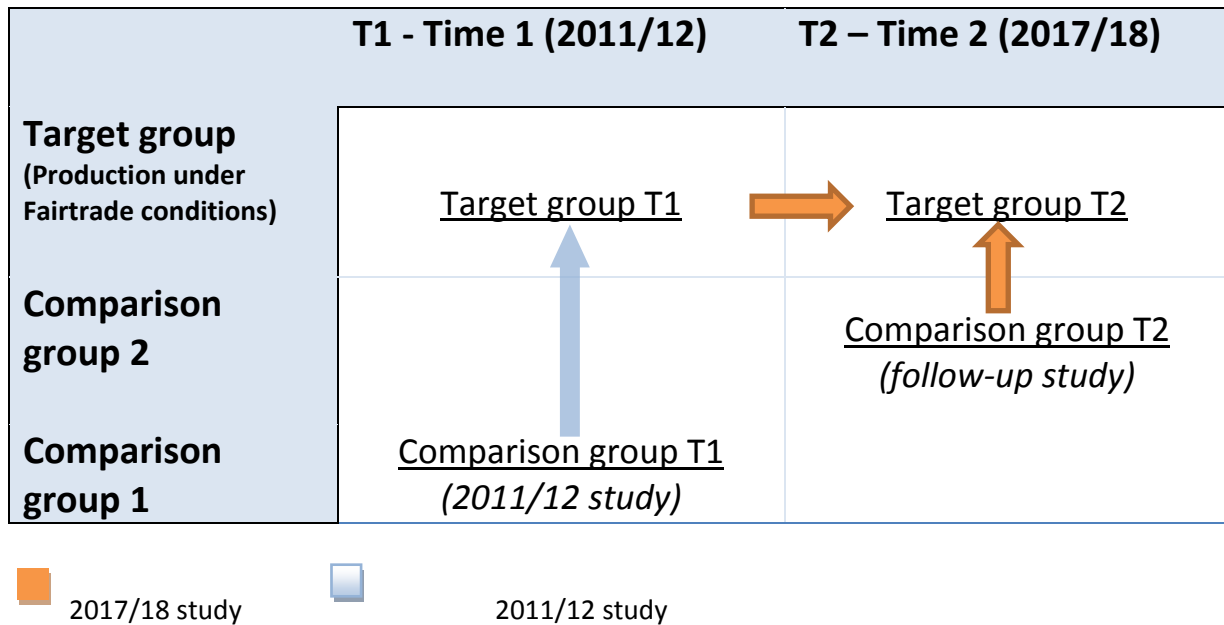 T1 - Time 1 (2011/12) T2 – Time 2 (2017/18)
Target group
(Production under
Fairtrade conditions)
Target group T1 Target group T2
Comparison
group 2
Comparison group T2
(follow-up study)
Comparison
group 1
Comparison group T1
(2011/12 study)
2017/18 study 2011/12 study